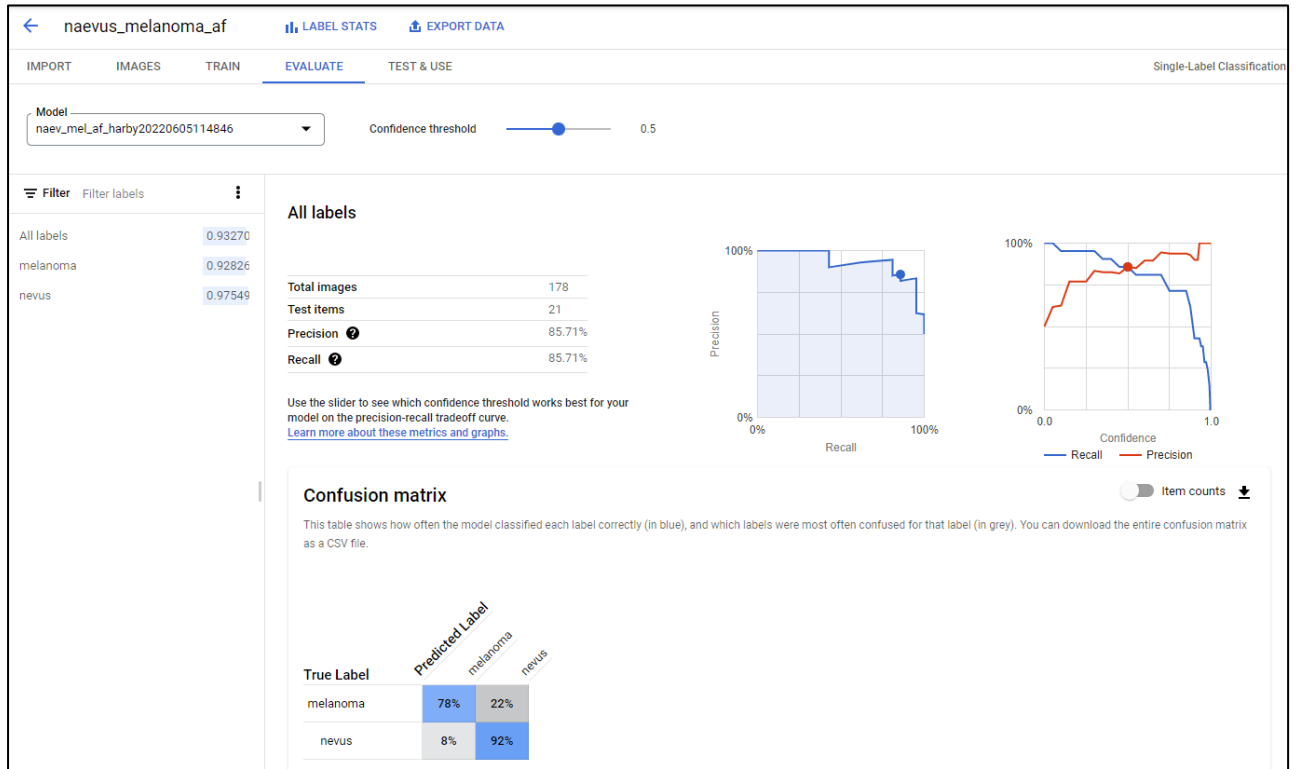 naevus_melanoma_af LABEL STATS EXPORT DATA
IMPORT IMAGES TRAIN EVALUATE TEST & USE Single-Label Classification
Model
naev_mel_af_harby20220605114846 Confidence threshold 0.5
Filter Filter labels
All labels 0.93270
melanoma 0.92826
nevus 0.97549
All labels
Total images 178
Test items 21
Precision ? 85.71%
Recall ? 85.71%
Use the slider to see which confidence threshold works best for your
model on the precision-recall tradeoff curve.
Learn more about these metrics and graphs.
100%
Precision
0%
0% 100%
Recall
100%
0%
0.0 1.0
Confidence
Recall Precision
Confusion matrix Item counts
This table shows how often the model classified each label correctly (in blue), and which labels were most often confused for that label (in grey). You can download the entire confusion matrix
as a CSV file.
Predicted Label
melanoma
nevus
True Label
melanoma 78% 22%
nevus 8% 92%